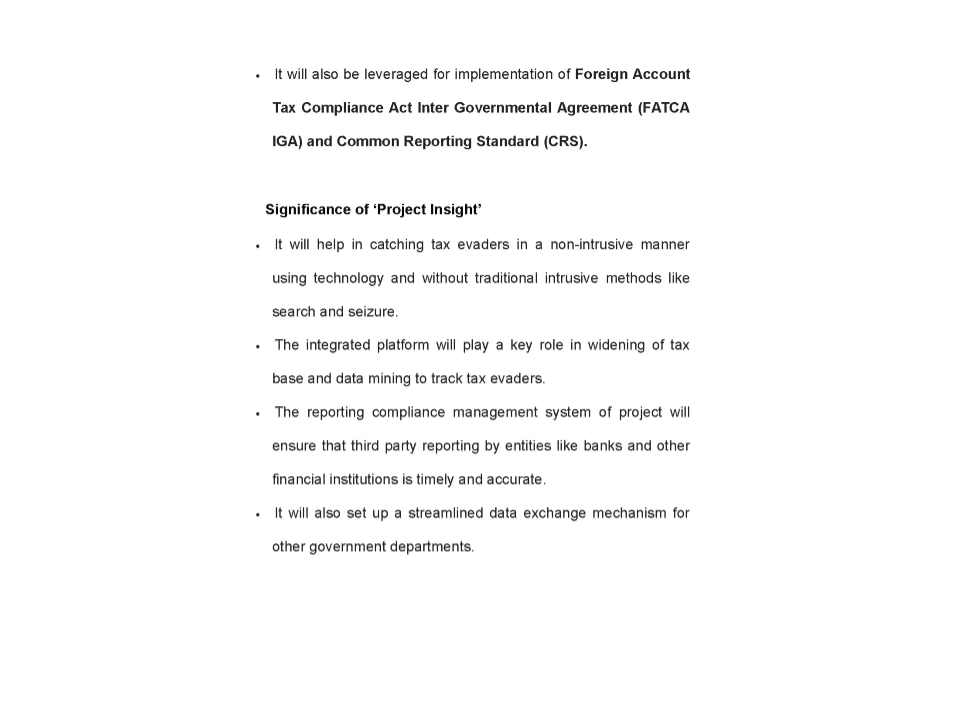 • It will also be leveraged for implementation of Foreign Account
Tax Compliance Act Inter Governmental Agreement (FATCA
IGA) and Common Reporting Standard (CRS).
Significance of ‘Project Insight’
• It will help in catching tax evaders in a non-intrusive manner
using technology and without traditional intrusive methods like
search and seizure.
• The integrated platform will play a key role in widening of tax
base and data mining to track tax evaders.
• The reporting compliance management system of project will
ensure that third party reporting by entities like banks and other
financial institutions is timely and accurate.
• It will also set up a streamlined data exchange mechanism for
other government departments.